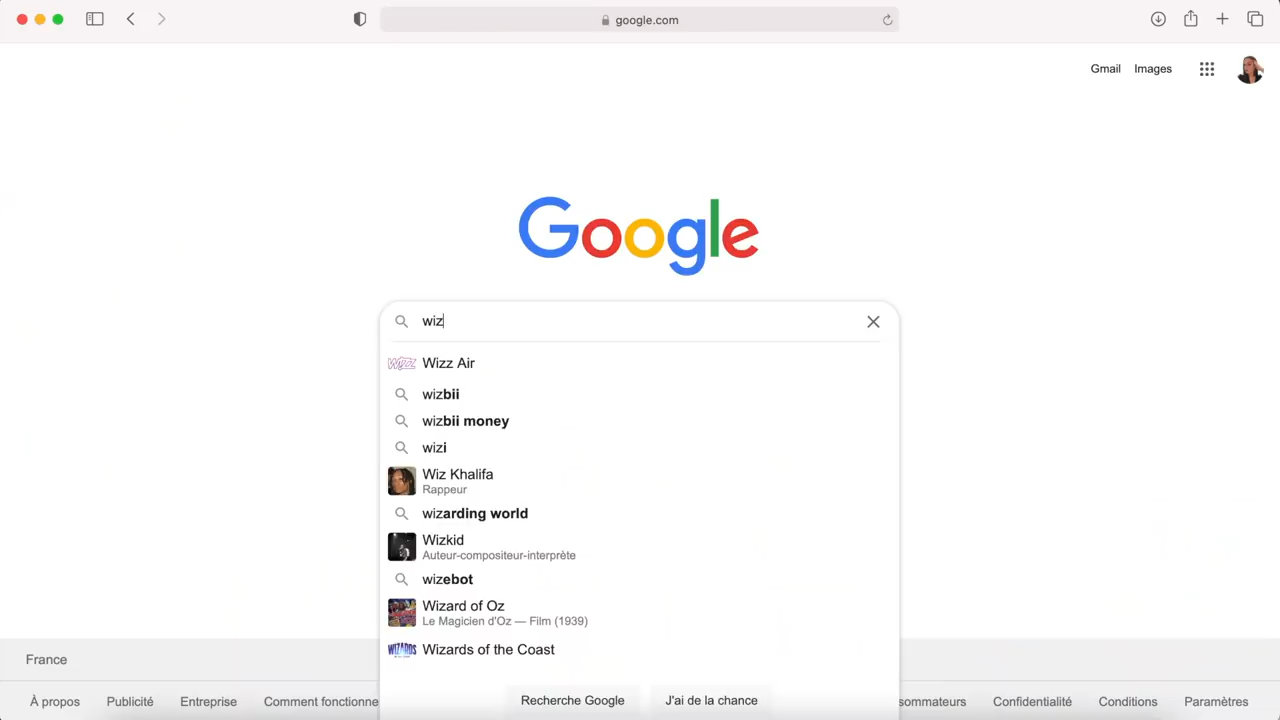 google.com
Gmail Images
Google
wiz
Wizz Air
wizbii
wizbii money
wizi
Wiz Khalifa
Rappeur
wizarding world
Wizkid
Auteur-compositeur-interprète
wizebot
Wizard of Oz
Le Magicien d'Oz — Film (1939)
WIZARDS Wizards of the Coast
France
Recherche Google J'ai de la chance
À propos Publicité Entreprise Comment fonctionne sommateurs Confidentialité Conditions Paramètres